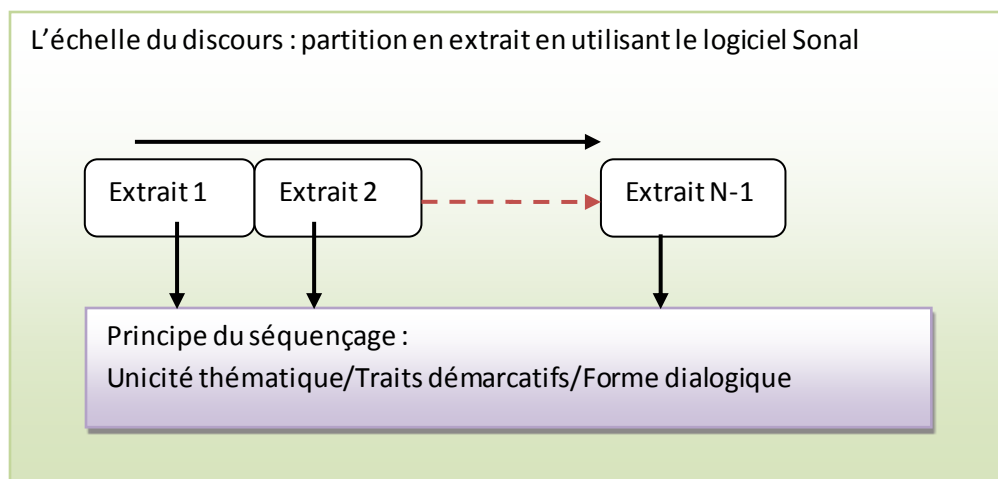 L’échelle du discours : partition en extrait en utilisant le logiciel Sonal
Extrait 1
Extrait 2
Extrait N-1
Principe du séquençage :
Unicité thématique/Traits démarcatifs/Forme dialogique